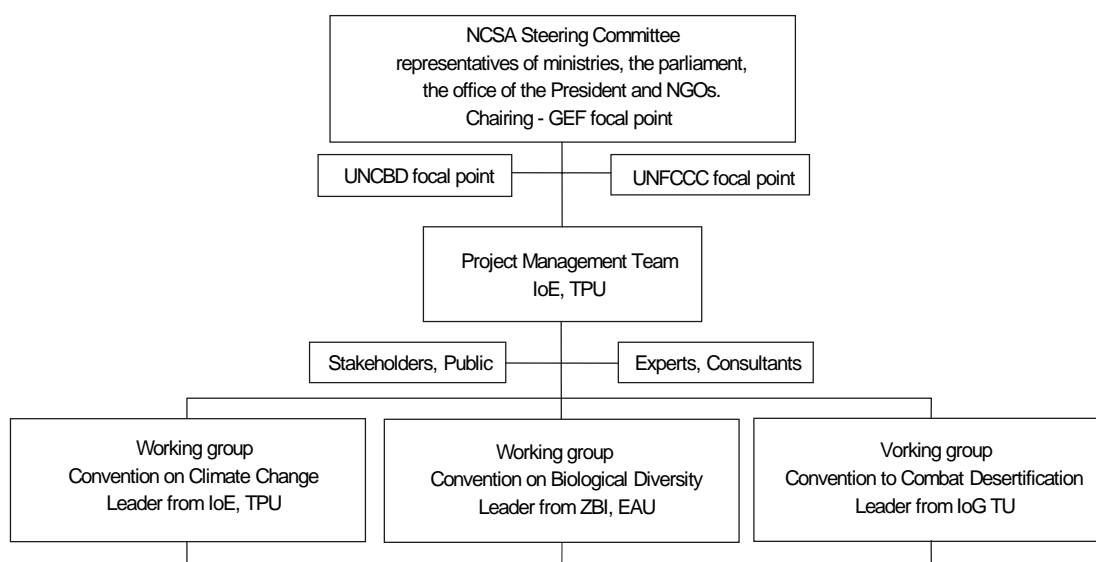 NCSA Steering Committee
representatives of ministries, the parliament,
the office of the President and NGOs.
Chairing - GEF focal point
UNCBD focal point
UNFCCC focal point
Project Management Team
IoE, TPU
Stakeholders, Public
Experts, Consultants
Working group
Convention on Climate Change
Leader from IoE, TPU
Working group
Convention on Biological Diversity
Leader from ZBI, EAU
Vorking group
Convention to Combat Desertification
Leader from IoG TU